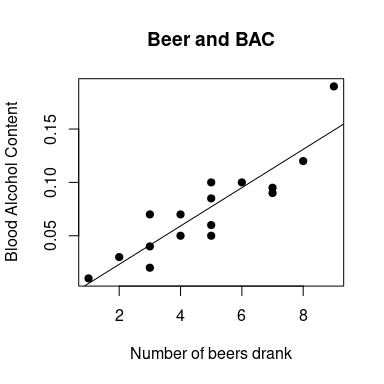 Beer and BAC
Blood Alcohol Content
0.15
0.10
0.05
2 4 6 8
Number of beers drank